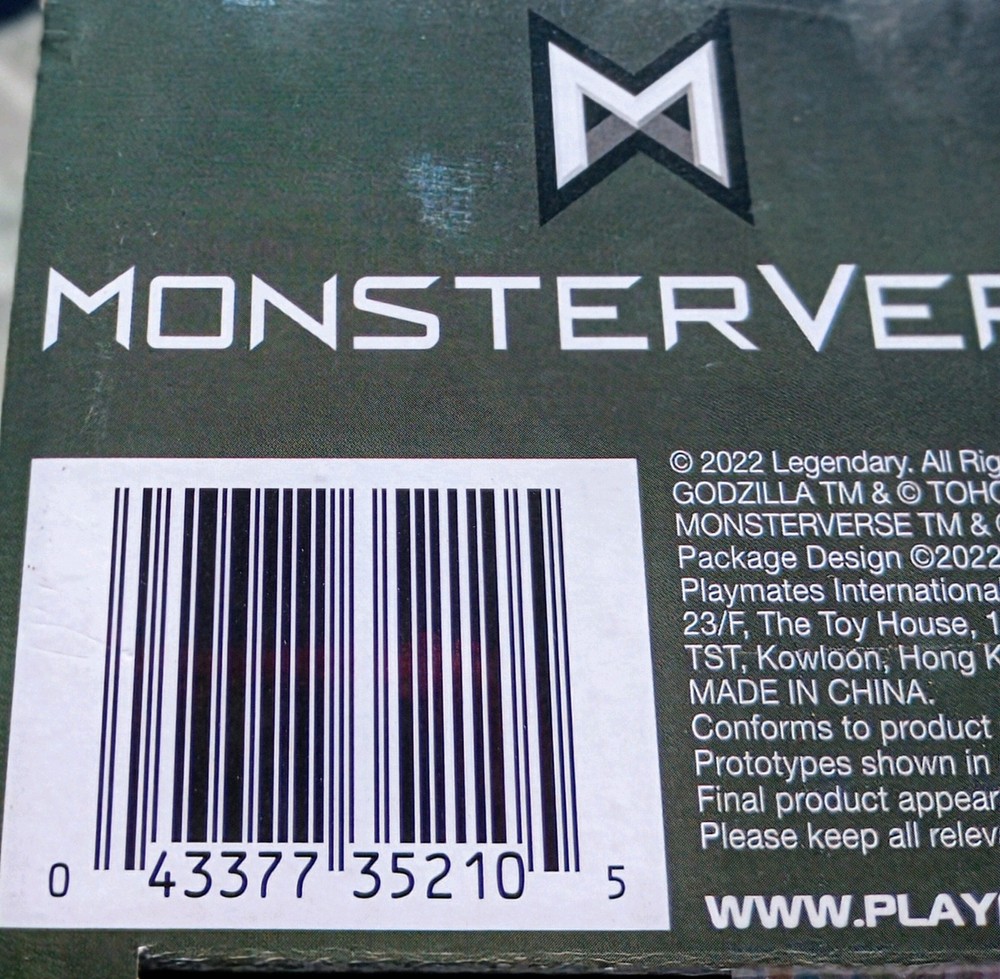 MONSTERVER
© 2022 Legendary. All Rig
GODZILLA TM & © TOHO
MONSTERVERSE TM &
Package Design ©2022
Playmates Internationa
23/F, The Toy House, 1
TST, Kowloon, Hong K
MADE IN CHINA.
Conforms to product
Prototypes shown in
Final product appear
Please keep all relev
WWW.PLAY
0 43377 35210 5